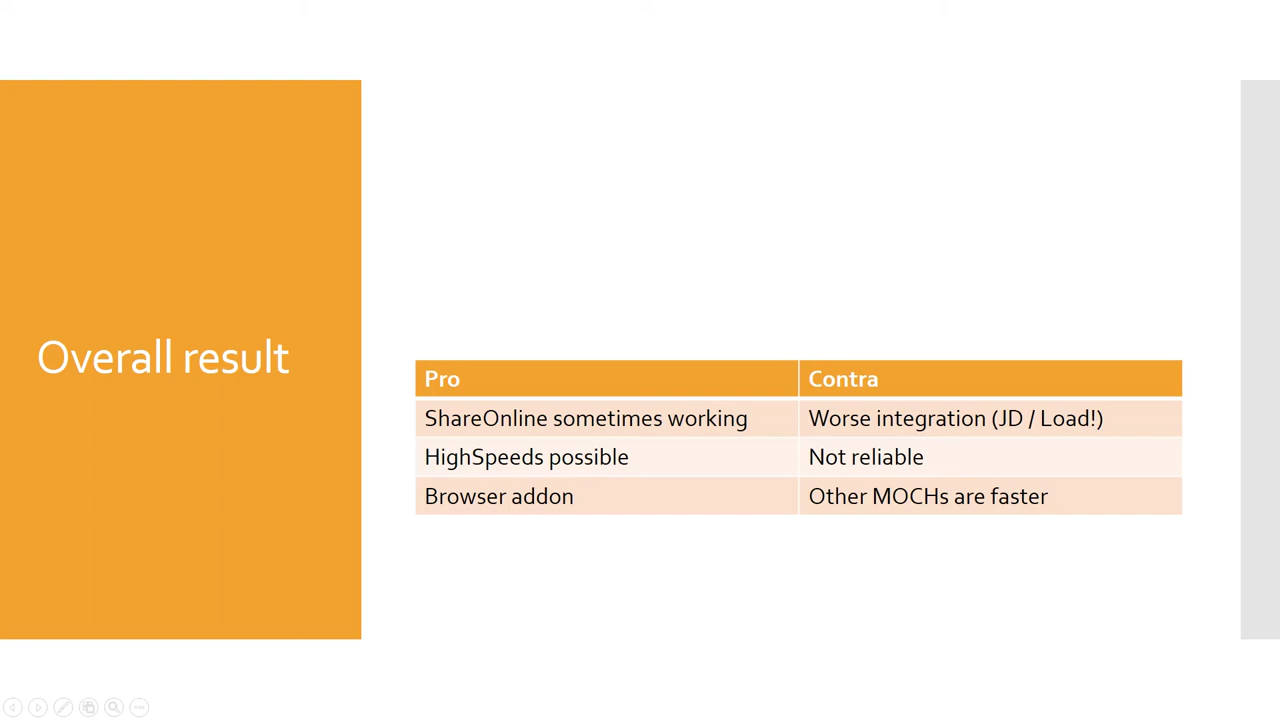 Overall result
Pro Contra
ShareOnline sometimes working Worse integration (JD / Load!)
HighSpeeds possible Not reliable
Browser addon Other MOCHs are faster